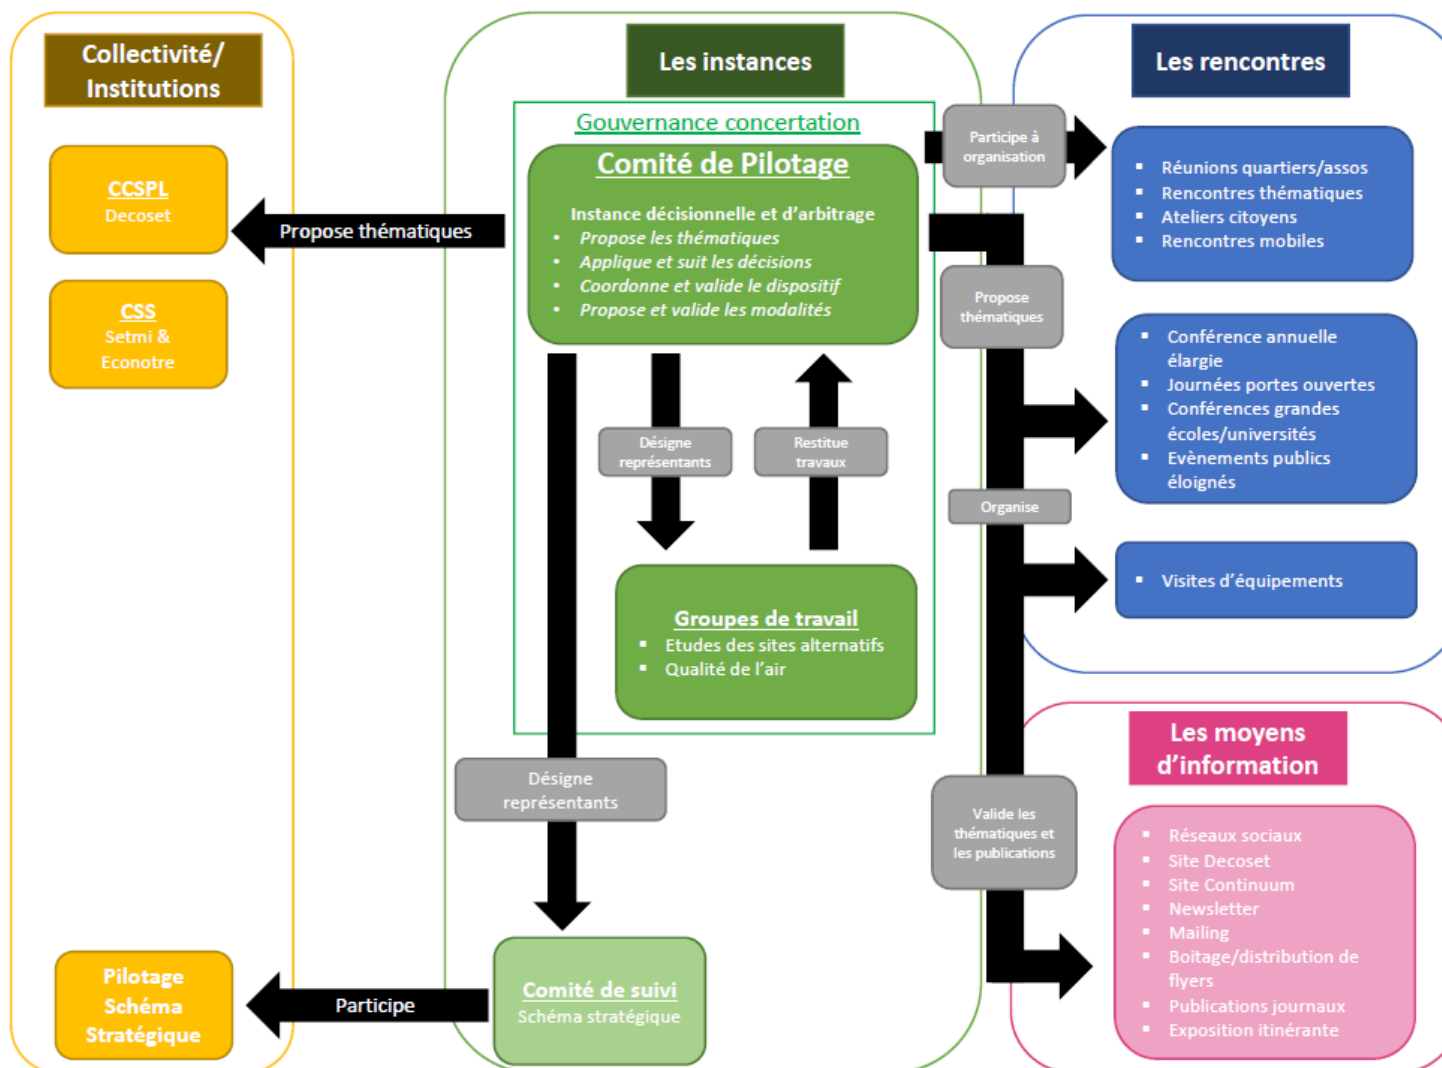 Collectivité/
Institutions
CCSPL
Decoset
CSS
Setmi &
Econotre
Propose thématiques
Pilotage
Schéma
Stratégique
Participe
Les instances
Gouvernance concertation
Comité de Pilotage
Instance décisionnelle et d'arbitrage
• Propose les thématiques
• Applique et suit les décisions
• Coordonne et valide le dispositif
• Propose et valide les modalités
Désigne
représentants
Restitue
travaux
Groupes de travail
▪ Etudes des sites alternatifs
▪ Qualité de l'air
Désigne
représentants
Comité de suivi
Schéma stratégique
Participe à
organisation
Propose
thématiques
Organise
Valide les
thématiques et
les publications
Les rencontres
▪ Réunions quartiers/assos
▪ Rencontres thématiques
▪ Ateliers citoyens
▪ Rencontres mobiles
▪ Conférence annuelle
élargie
▪ Journées portes ouvertes
▪ Conférences grandes
écoles/universités
▪ Evènements publics
éloignés
▪ Visites d'équipements
Les moyens
d'information
▪ Réseaux sociaux
▪ Site Decoset
▪ Site Continuum
▪ Newsletter
▪ Mailing
▪ Boitage/distribution de
flyers
▪ Publications journaux
▪ Exposition itinérante